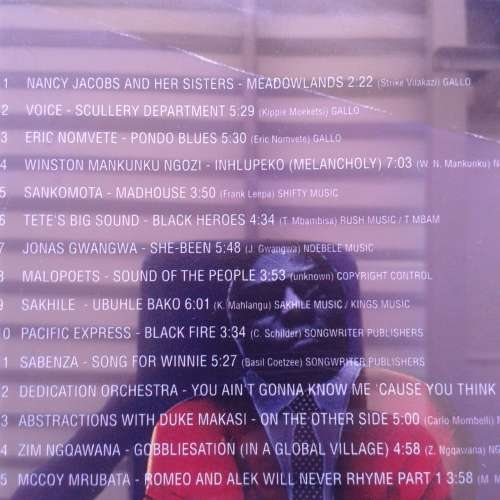 1 NANCY JACOBS AND HER SISTERS - MEADOWLANDS 2:22 (Strike Vilakazi) GALLO
2 VOICE - SCULLERY DEPARTMENT 5:29 (Kippie Moeketsi) GALLO
3 ERIC NOMVETE - PONDO BLUES 5:30 (Eric Nomvete) GALLO
4 WINSTON MANKUNKU NGOZI - INHLUPEKO (MELANCHOLY) 7:03 (W. N. Mankunku) N
5 SANKOMOTA - MADHOUSE 3:50 (Frank Leepa) SHIFTY MUSIC
6 TETE'S BIG SOUND - BLACK HEROES 4:34 (T. Mbambisa) RUSH MUSIC / T MBAM
7 JONAS GWANGWA - SHE-BEEN 5:48 (J. Gwangwa) NDEBELE MUSIC
8 MALOPOETS - SOUND OF THE PEOPLE 3:53 (unknown) COPYRIGHT CONTROL
9 SAKHILE - UBUHLE BAKO 6:01 (K. Mahlangu) SAKHILE MUSIC / KINGS MUSIC
10 PACIFIC EXPRESS - BLACK FIRE 3:34 (C. Schilder) SONGWRITER PUBLISHERS
1 SABENZA - SONG FOR WINNIE 5:27 (Basil Coetzee) SONGWRITER PUBLISHERS
2 DEDICATION ORCHESTRA - YOU AIN'T GONNA KNOW ME 'CAUSE YOU THINK
3 ABSTRACTIONS WITH DUKE MAKASI - ON THE OTHER SIDE 5:00 (Carlo Mombelli) N
4 ZIM NGQAWANA - GOBBLIESATION (IN A GLOBAL VILLAGE) 4:58 (Z. Ngqawana) NG
5 MCCOY MRUBATA - ROMEO AND ALEK WILL NEVER RHYME PART 1 3:58 (M